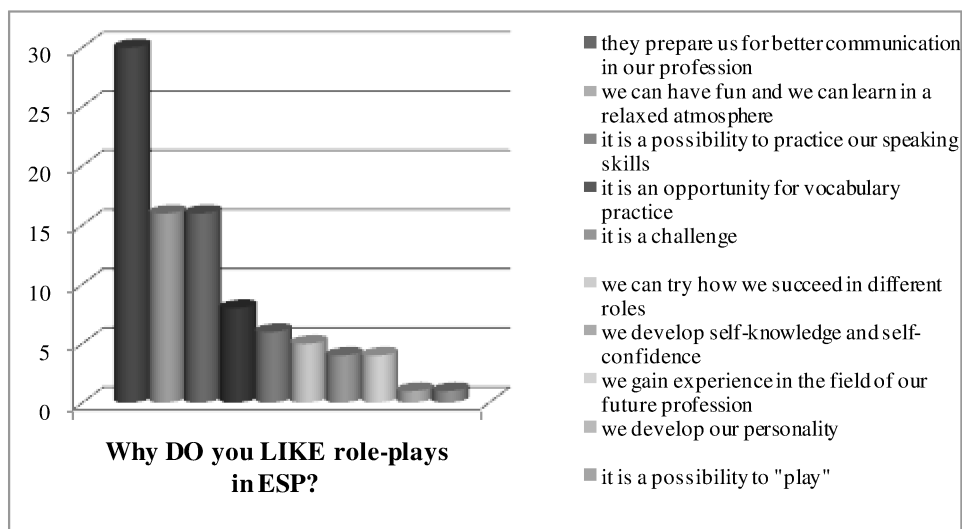 30
25
20
15
10
5
0
Why DO you LIKE role-plays
in ESP?
they prepare us for better communication
in our profession
we can have fun and we can learn in a
relaxed atmosphere
it is a possibility to practice our speaking
skills
it is an opportunity for vocabulary
practice
it is a challenge
we can try how we succeed in different
roles
we develop self-knowledge and self-
confidence
we gain experience in the field of our
future profession
we develop our personality
it is a possibility to "play"